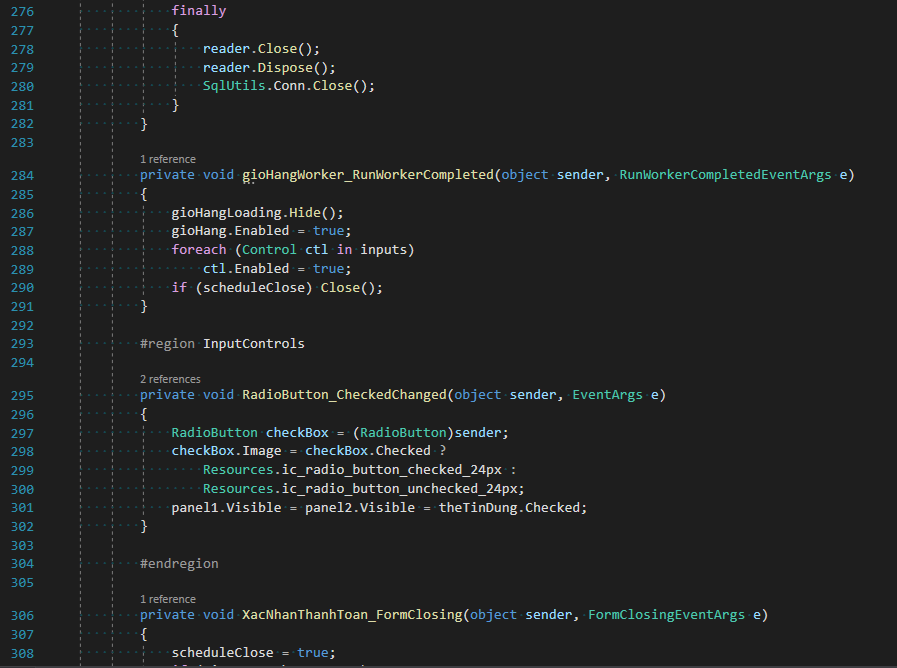 276 finally
277 {
278 reader.Close();
279 reader.Dispose();
280 SqlUtils.Conn.Close();
281 }
282 }
283
1 reference
284 private void gioHangWorker_RunWorkerCompleted(object sender, RunWorkerCompletedEventArgs e)
285 {
286 gioHangLoading.Hide();
287 gioHang.Enabled = true;
288 foreach (Control ctl in inputs)
289 ctl.Enabled = true;
290 if (scheduleClose) Close();
291 }
292
293 #region InputControls
294
2 references
295 private void RadioButton_CheckedChanged(object sender, EventArgs e)
296 {
297 RadioButton checkBox = (RadioButton)sender;
298 checkBox.Image = checkBox.Checked ?
299 Resources.ic_radio_button_checked_24px :
300 Resources.ic_radio_button_unchecked_24px;
301 panel1.Visible = panel2.Visible = theTinDung.Checked;
302 }
303
304 #endregion
305
1 reference
306 private void XacNhanThanhToan_FormClosing(object sender, FormClosingEventArgs e)
307 {
308 scheduleClose = true;